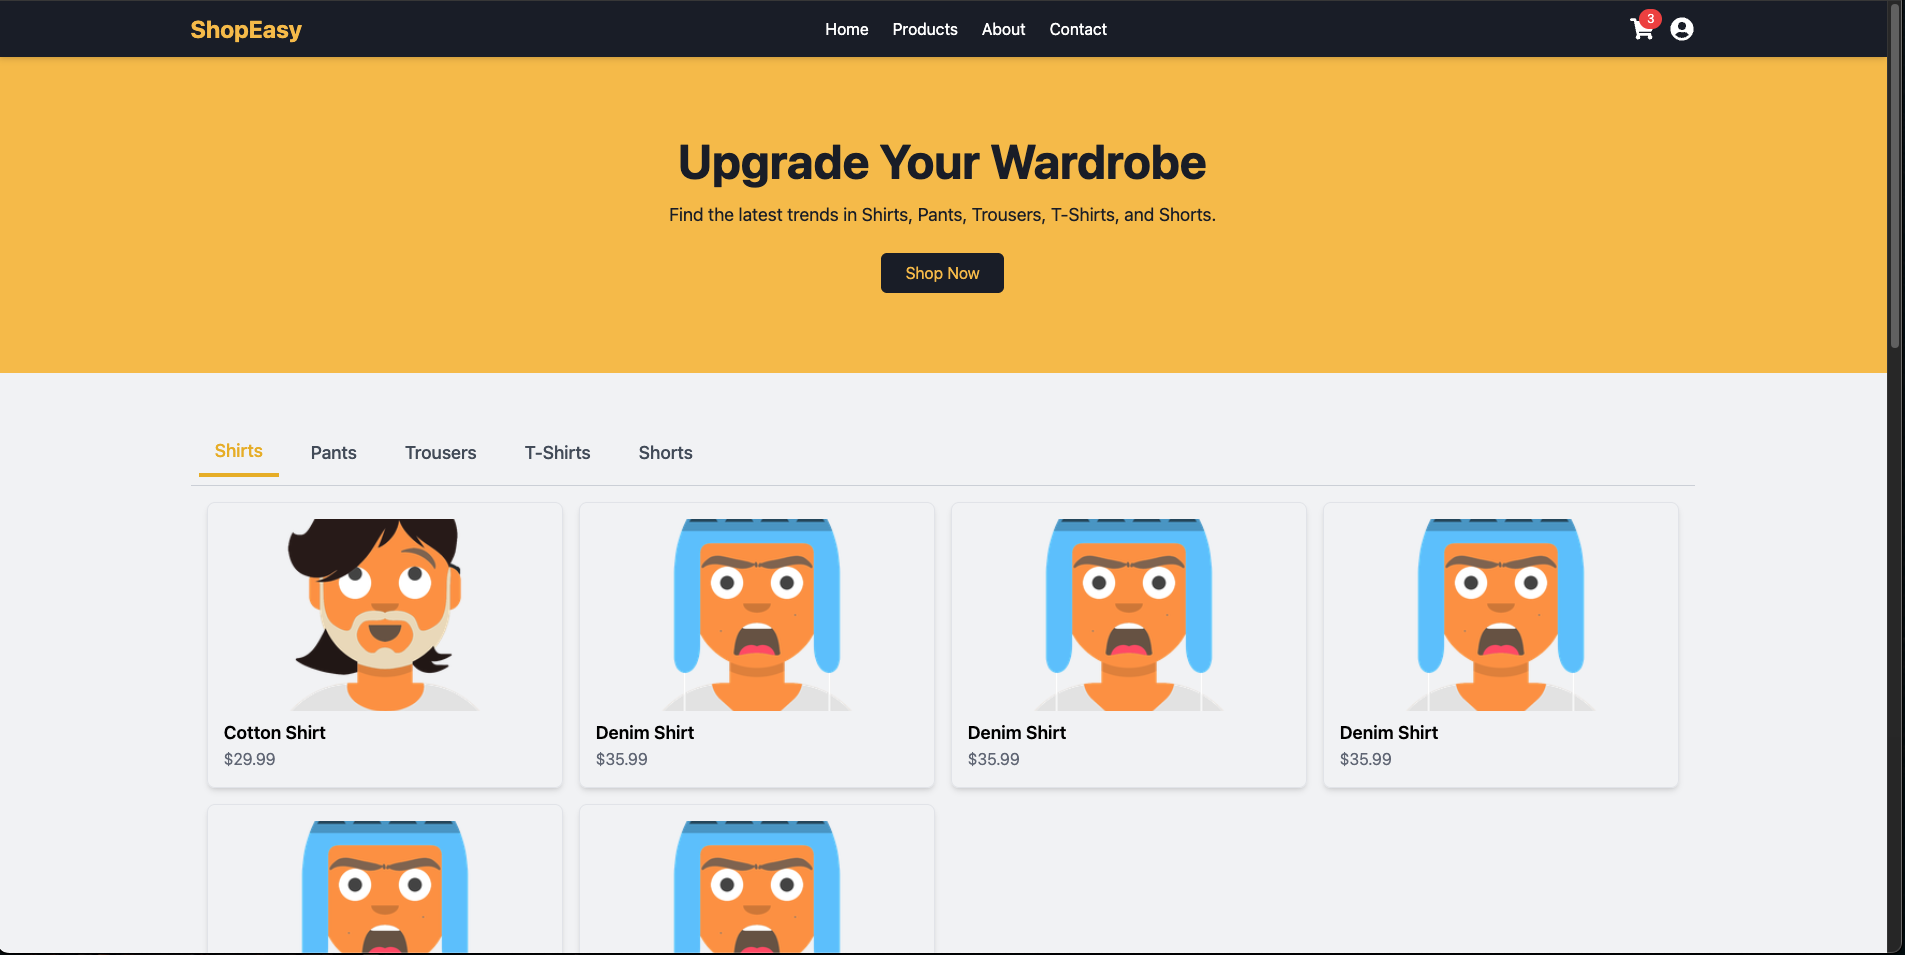 ShopEasy
Home Products About Contact
3
Upgrade Your Wardrobe
Find the latest trends in Shirts, Pants, Trousers, T-Shirts, and Shorts.
Shop Now
Shirts Pants Trousers T-Shirts Shorts
Cotton Shirt
$29.99
Denim Shirt
$35.99
Denim Shirt
$35.99
Denim Shirt
$35.99